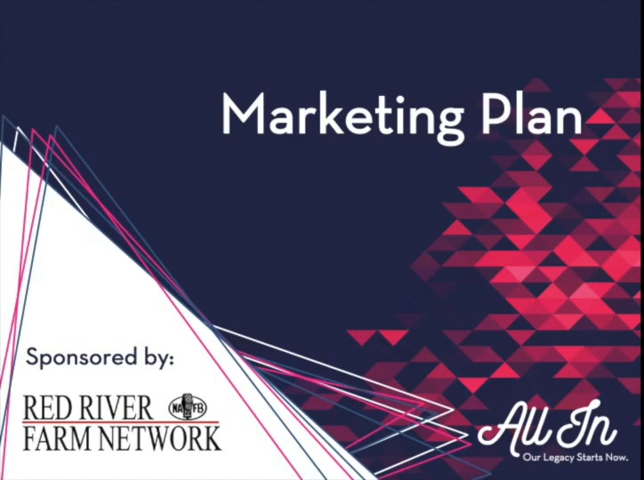 Marketing Plan
Sponsored by:
RED RIVER
NAFB
FARM NETWORK
All In
Our Legacy Starts Now.